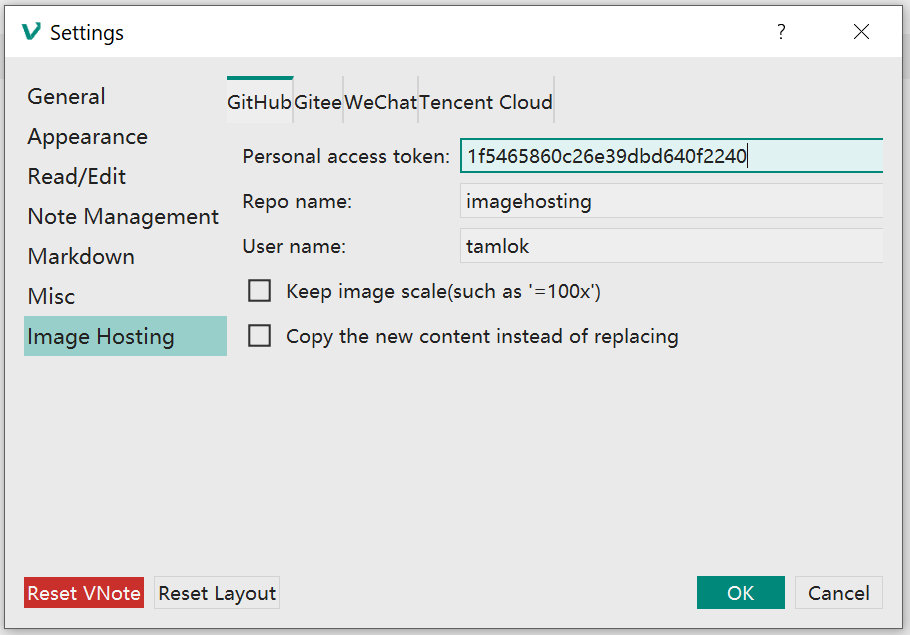 Settings
?
General
Appearance
Read/Edit
Note Management
Markdown
Misc
Image Hosting
GitHub Gitee WeChat Tencent Cloud
Personal access token: 1f5465860c26e39dbd640f2240
Repo name: imagehosting
User name: tamlok
Keep image scale(such as '=100x')
Copy the new content instead of replacing
Reset VNote Reset Layout OK Cancel